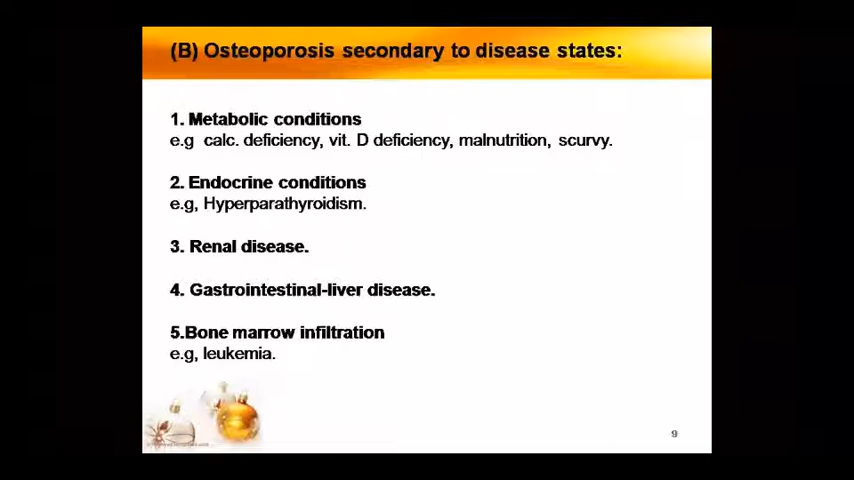 (B) Osteoporosis secondary to disease states:
1. Metabolic conditions
e.g calc. deficiency, vit. D deficiency, malnutrition, scurvy.
2. Endocrine conditions
e.g, Hyperparathyroidism.
3. Renal disease.
4. Gastrointestinal-liver disease.
5.Bone marrow infiltration
e.g, leukemia.
9